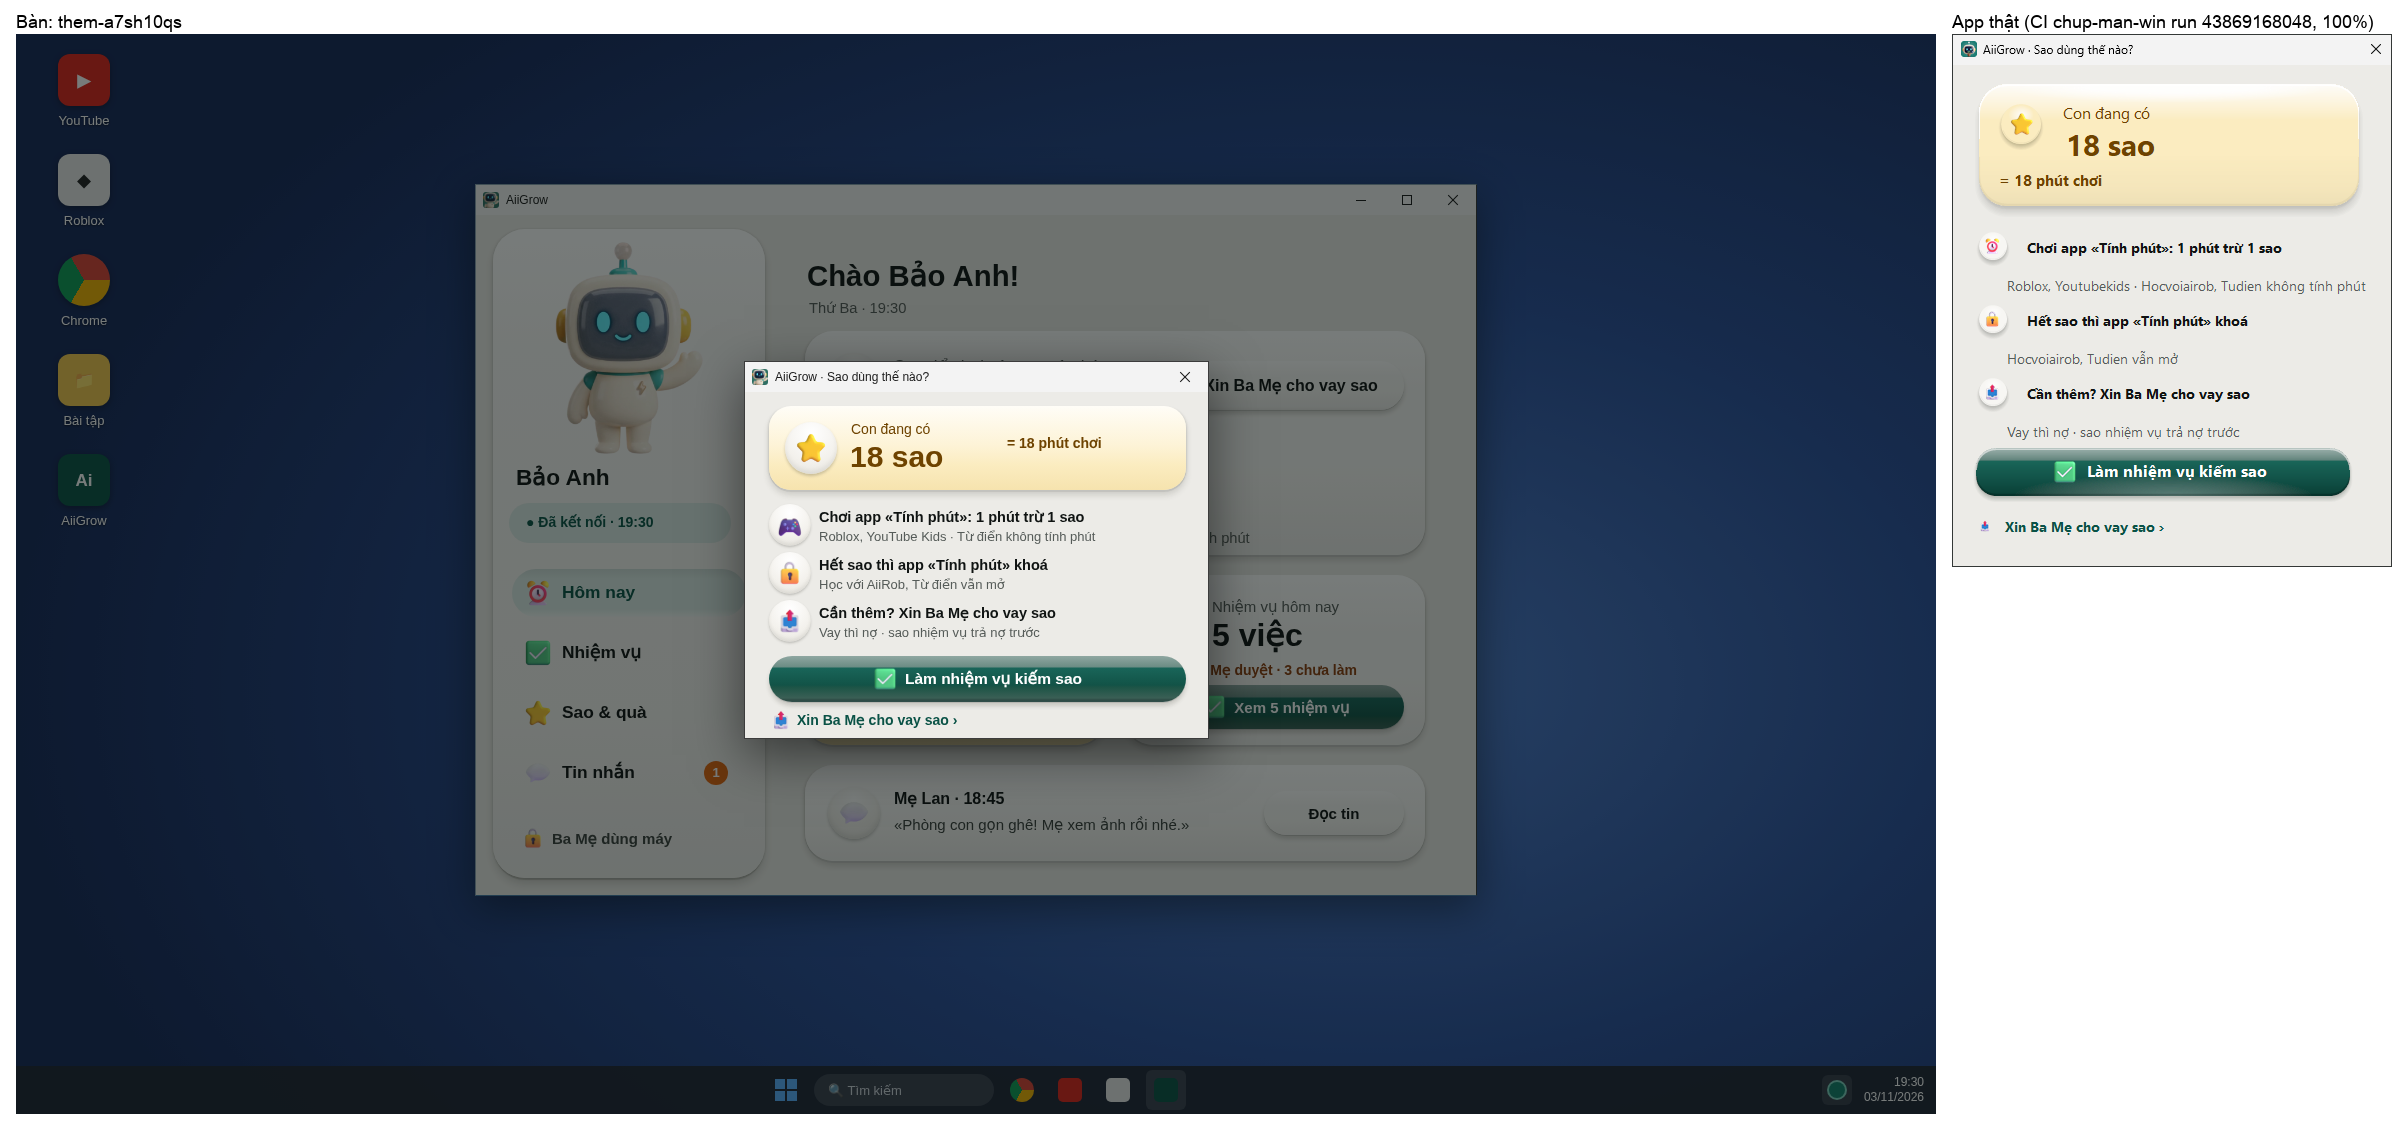 Bàn: them-a7sh10qs
YouTube
Roblox
Chrome
Bài tập
Ai
AiiGrow
AiiGrow
Bảo Anh
● Đã kết nối · 19:30
Hôm nay
Nhiệm vụ
Sao & quà
Tin nhắn
1
Ba Mẹ dùng máy
Chào Bảo Anh!
Thứ Ba · 19:30
Xin Ba Mẹ cho vay sao
phút
Nhiệm vụ hôm nay
5 việc
Mẹ duyệt · 3 chưa làm
Xem 5 nhiệm vụ
Mẹ Lan · 18:45
«Phòng con gọn ghê! Mẹ xem ảnh rồi nhé.»
Đọc tin
AiiGrow · Sao dùng thế nào?
Con đang có
18 sao
= 18 phút chơi
Chơi app «Tính phút»: 1 phút trừ 1 sao
Roblox, YouTube Kids · Từ điển không tính phút
Hết sao thì app «Tính phút» khoá
Học với AiiRob, Từ điển vẫn mở
Cần thêm? Xin Ba Mẹ cho vay sao
Vay thì nợ · sao nhiệm vụ trả nợ trước
Làm nhiệm vụ kiếm sao
Xin Ba Mẹ cho vay sao ›
Tìm kiếm
19:30
03/11/2026
App thật (CI chup-man-win run 43869168048, 100%)
AiiGrow · Sao dùng thế nào?
Con đang có
18 sao
= 18 phút chơi
Chơi app «Tính phút»: 1 phút trừ 1 sao
Roblox, Youtubekids · Hocvoiairob, Tudien không tính phút
Hết sao thì app «Tính phút» khoá
Hocvoiairob, Tudien vẫn mở
Cần thêm? Xin Ba Mẹ cho vay sao
Vay thì nợ · sao nhiệm vụ trả nợ trước
Làm nhiệm vụ kiếm sao
Xin Ba Mẹ cho vay sao ›